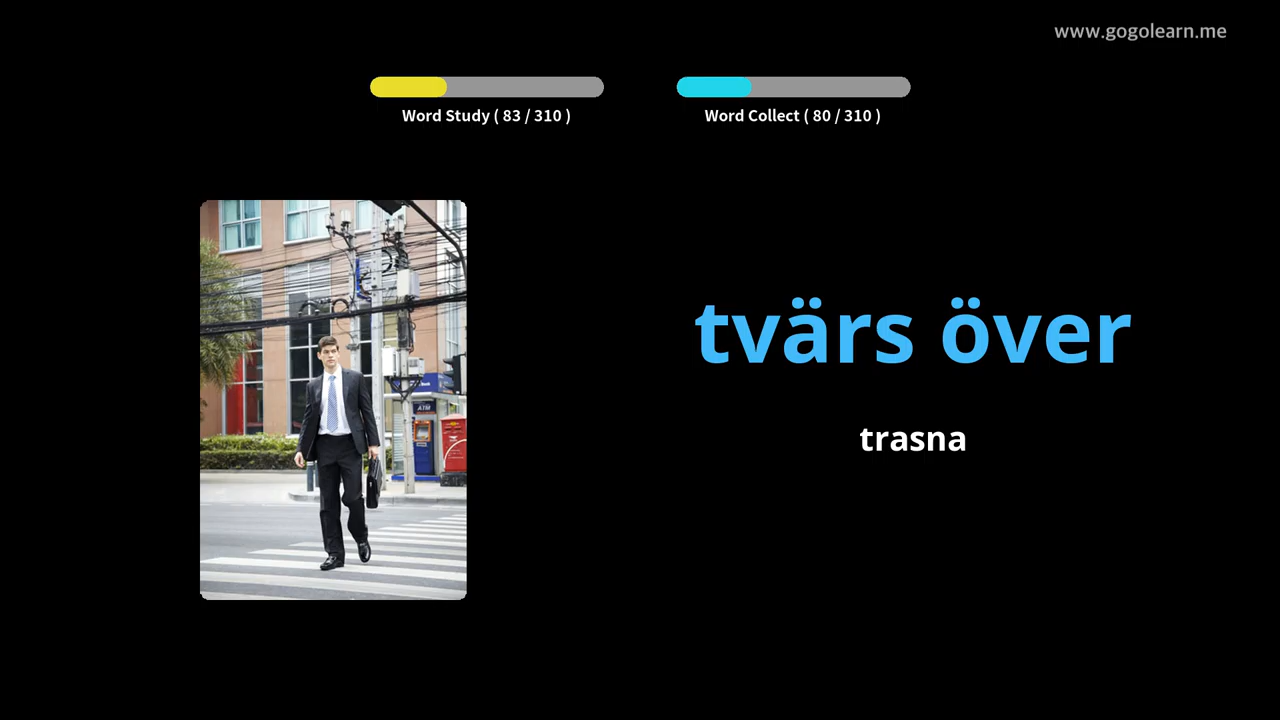 www.gogolearn.me
Word Study ( 83 / 310 )
Word Collect ( 80 / 310 )
tvärs över
trasna
ATM